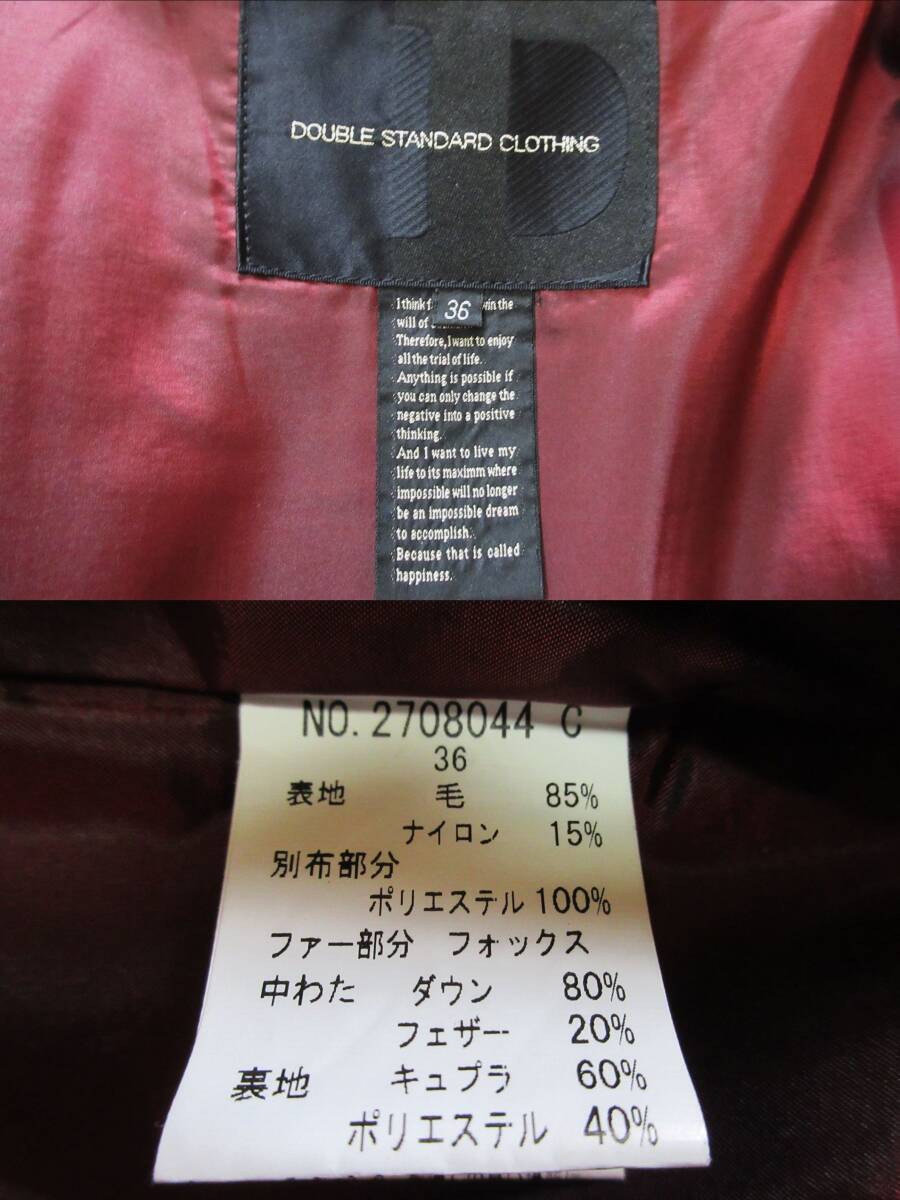 DOUBLE STANDARD CLOTHING
36
I think in the
will of
Therefore, I want to enjoy
all the trial of life.
Anything is possible if
you can only change the
negative into a positive
thinking.
And I want to live my
life to its maximm where
impossible will no longer
be an impossible dream
to accomplish.
Because that is called
happiness.
NO. 2708044 C
36
表地 毛 85%
ナイロン 15%
別布部分
ポリエステル 100%
ファー部分 フォックス
中わた ダウン 80%
フェザー 20%
裏地 キュプラ 60%
ポリエステル 40%